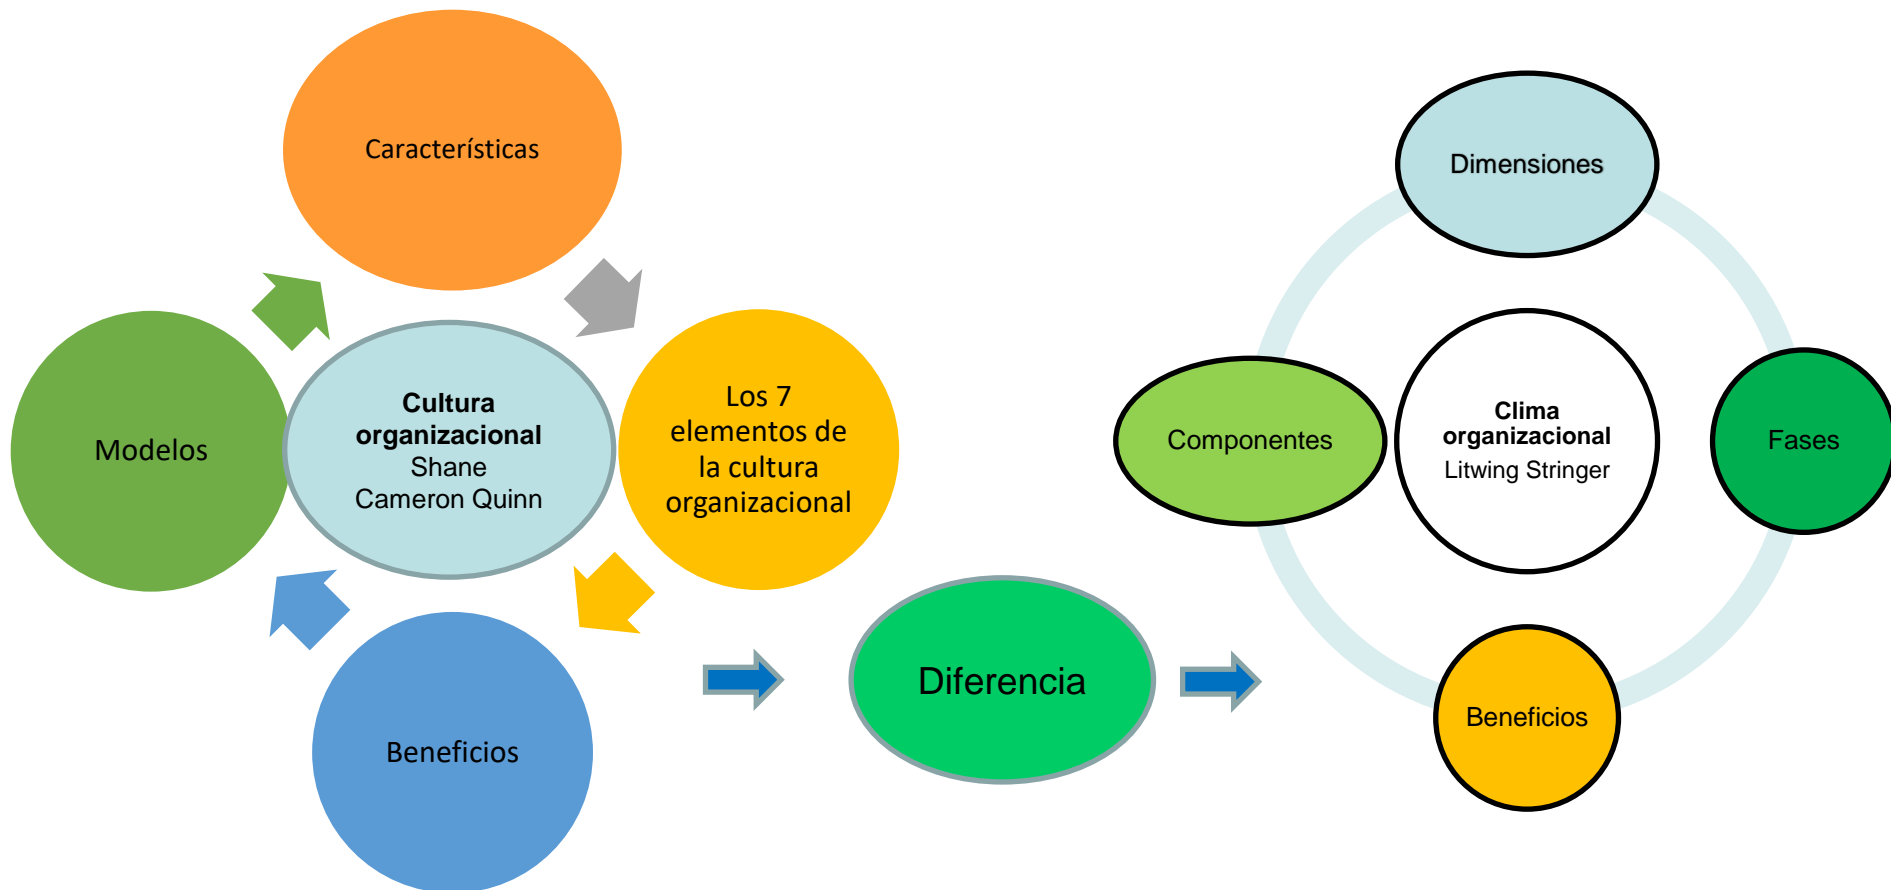 Características
Modelos
Cultura
organizacional
Shane
Cameron Quinn
Los 7
elementos de
la cultura
organizacional
Beneficios
Diferencia
Dimensiones
Componentes
Clima
organizacional
Litwing Stringer
Fases
Beneficios